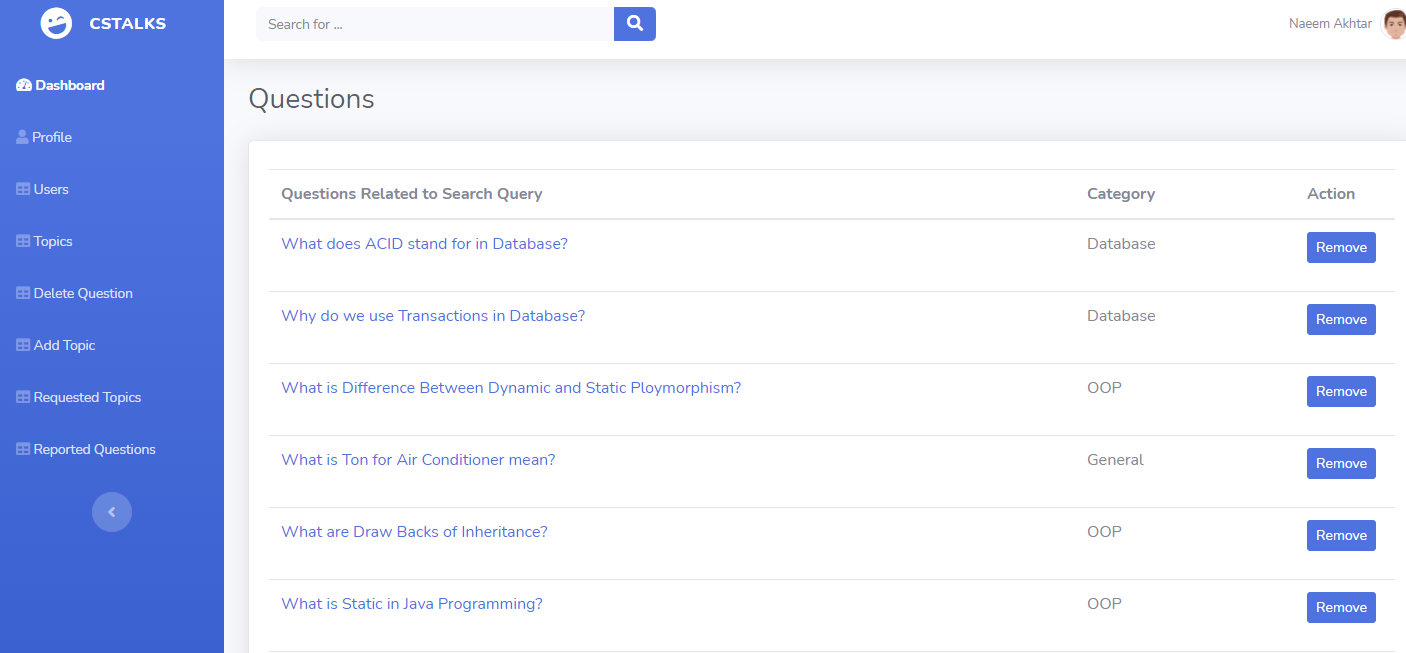 CSTALKS
Search for ...
Naeem Akhtar
Dashboard
Profile
Users
Topics
Delete Question
Add Topic
Requested Topics
Reported Questions
Questions
Questions Related to Search Query Category Action
What does ACID stand for in Database? Database Remove
Why do we use Transactions in Database? Database Remove
What is Difference Between Dynamic and Static Ploymorphism? OOP Remove
What is Ton for Air Conditioner mean? General Remove
What are Draw Backs of Inheritance? OOP Remove
What is Static in Java Programming? OOP Remove